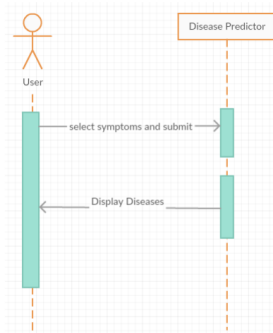 Disease Predictor
User
select symptoms and submit
Display Diseases